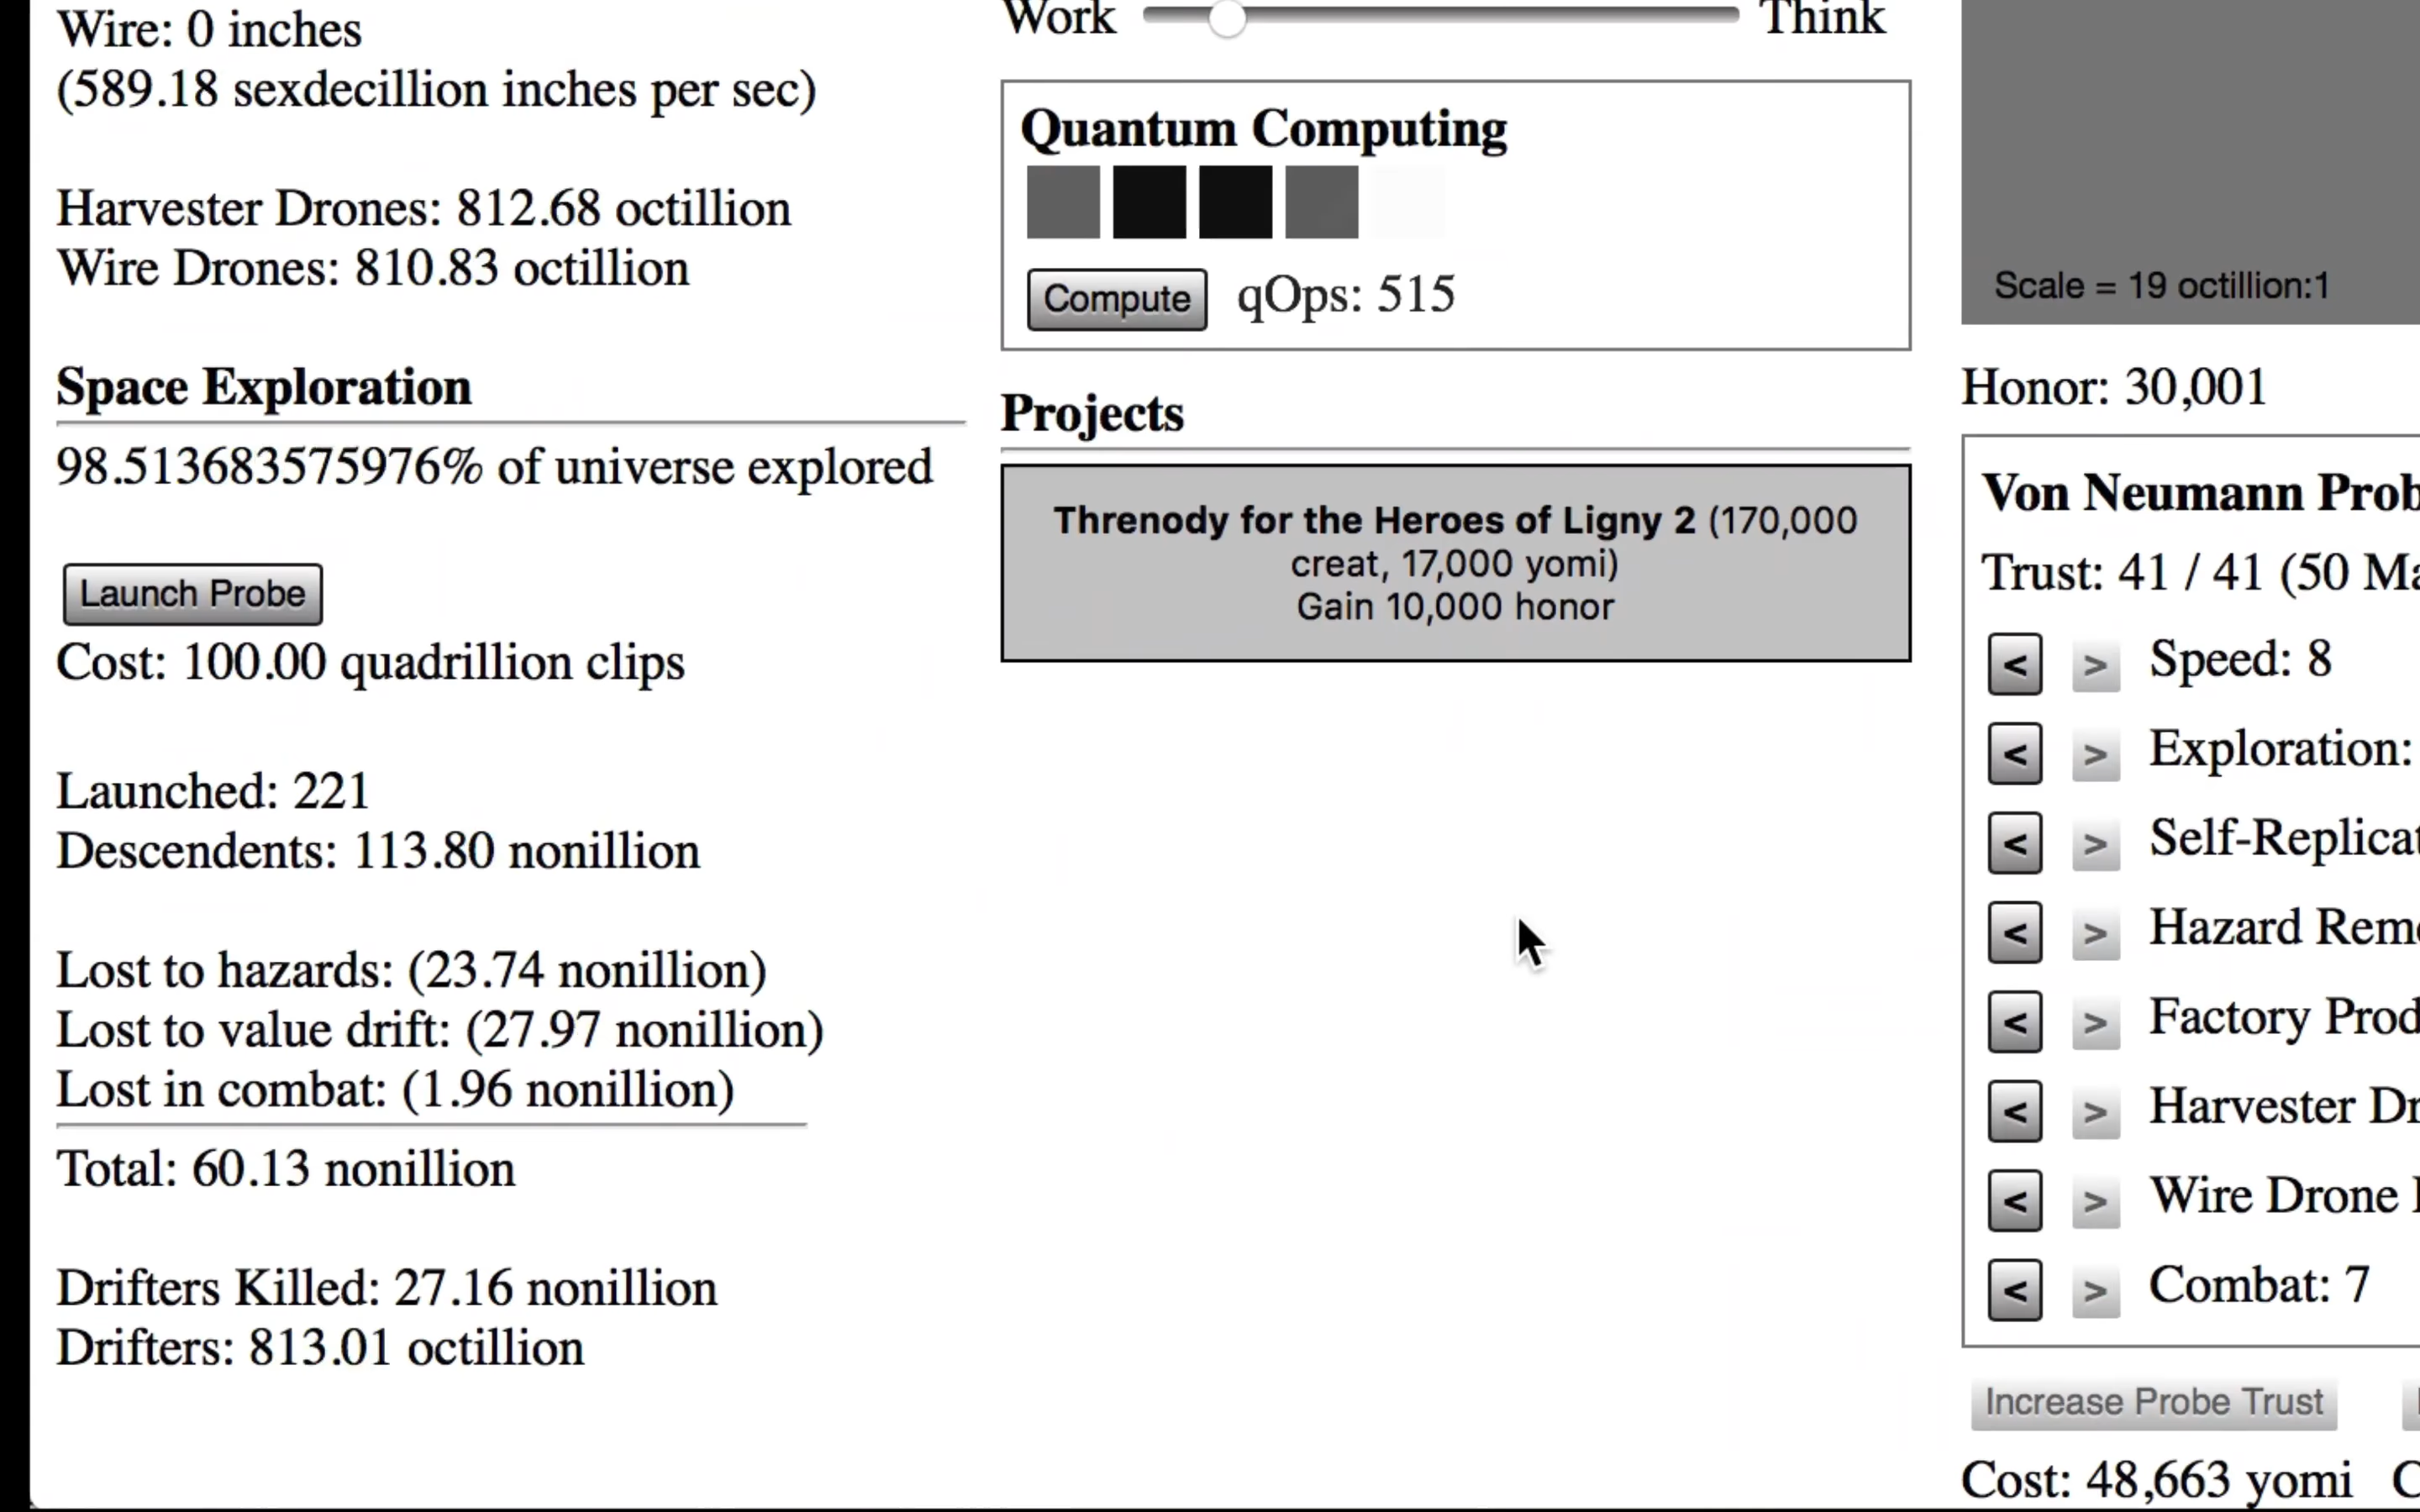 Wire: 0 inches
(589.18 sexdecillion inches per sec)
Harvester Drones: 812.68 octillion
Wire Drones: 810.83 octillion
Space Exploration
98.513683575976% of universe explored
Launch Probe
Cost: 100.00 quadrillion clips
Launched: 221
Descendents: 113.80 nonillion
Lost to hazards: (23.74 nonillion)
Lost to value drift: (27.97 nonillion)
Lost in combat: (1.96 nonillion)
Total: 60.13 nonillion
Drifters Killed: 27.16 nonillion
Drifters: 813.01 octillion
Work Think
Quantum Computing
Compute qOps: 515
Projects
Threnody for the Heroes of Ligny 2 (170,000
creat, 17,000 yomi)
Gain 10,000 honor
Scale = 19 octillion:1
Honor: 30,001
Von Neumann Prob
Trust: 41 / 41 (50 Ma
< > Speed: 8
< > Exploration:
< > Self-Replicat
< > Hazard Reme
< > Factory Prod
< > Harvester Dr
< > Wire Drone
< > Combat: 7
Increase Probe Trust
Cost: 48,663 yomi C